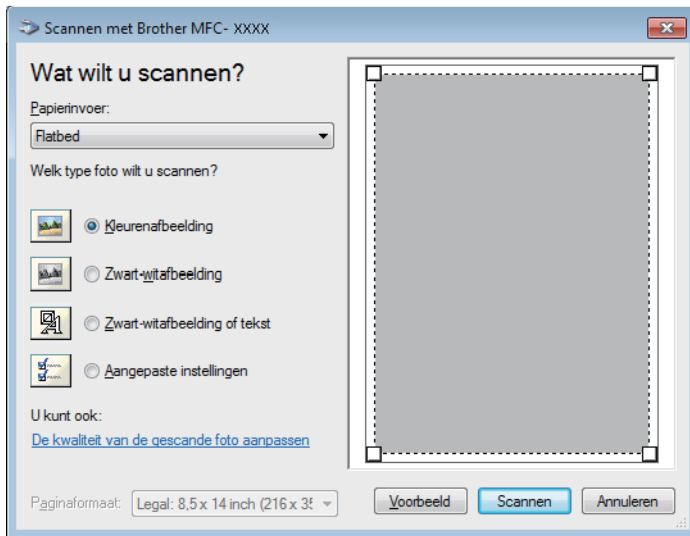 Scannen met Brother MFC- XXXX
Wat wilt u scannen?
Papierinvoer:
Flatbed
Welk type foto wilt u scannen?
Kleurenafbeelding
Zwart-witafbeelding
Zwart-witafbeelding of tekst
Aangepaste instellingen
U kunt ook:
De kwaliteit van de gescande foto aanpassen
Paginaformaat: Legal: 8,5 x 14 inch (216 x 35
Voorbeeld Scannen Annuleren